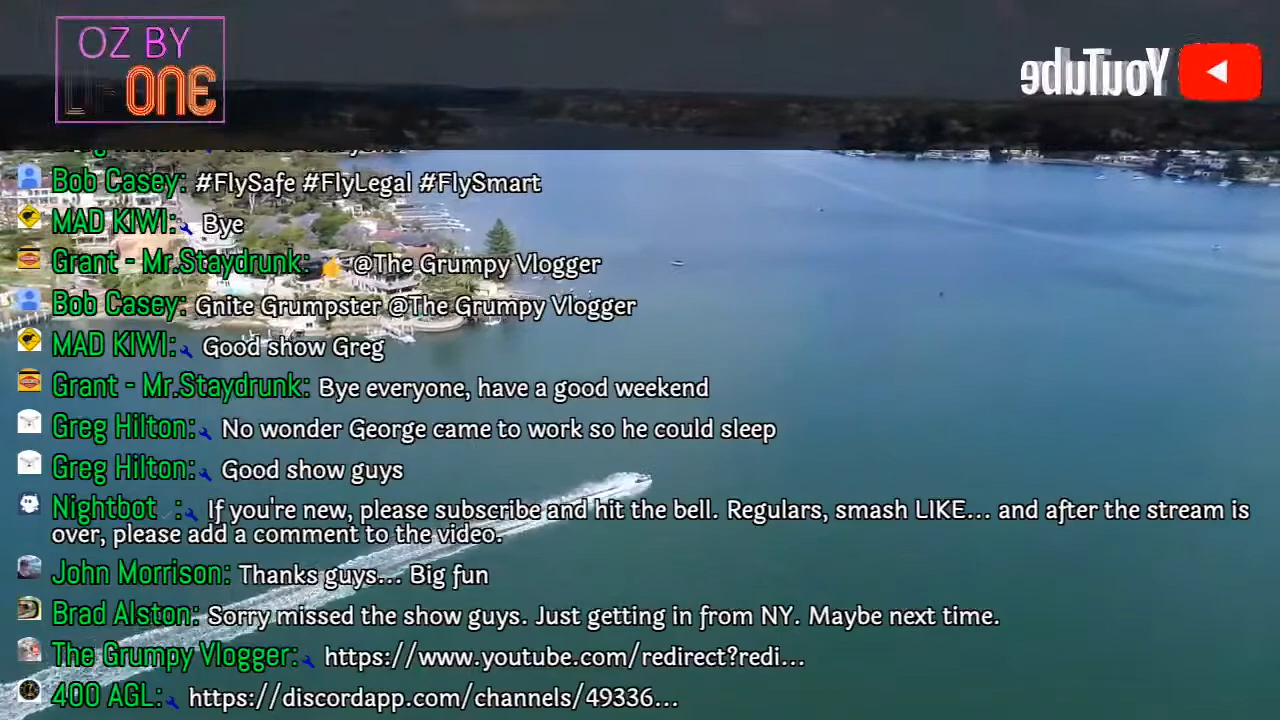 OZ BY
ONE
YouTube
Bob Casey: #FlySafe #FlyLegal #FlySmart
MAD KIWI: Bye
Grant - Mr.Staydrunk: @The Grumpy Vlogger
Bob Casey: Gnite Grumpster @The Grumpy Vlogger
MAD KIWI: Good show Greg
Grant - Mr.Staydrunk: Bye everyone, have a good weekend
Greg Hilton: No wonder George came to work so he could sleep
Greg Hilton: Good show guys
Nightbot : If you're new, please subscribe and hit the bell. Regulars, smash LIKE... and after the stream is
over, please add a comment to the video.
John Morrison: Thanks guys... Big fun
Brad Alston: Sorry missed the show guys. Just getting in from NY. Maybe next time.
The Grumpy Vlogger: https://www.youtube.com/redirect?redi...
400 AGL: https://discordapp.com/channels/49336...